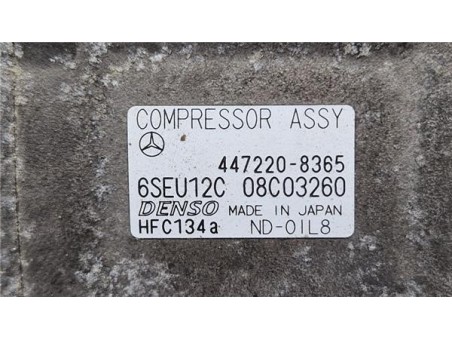 COMPRESSOR ASSY
447220-8365
6SEU12C 08C03260
DENSO MADE IN JAPAN
HFC134a ND-OIL8